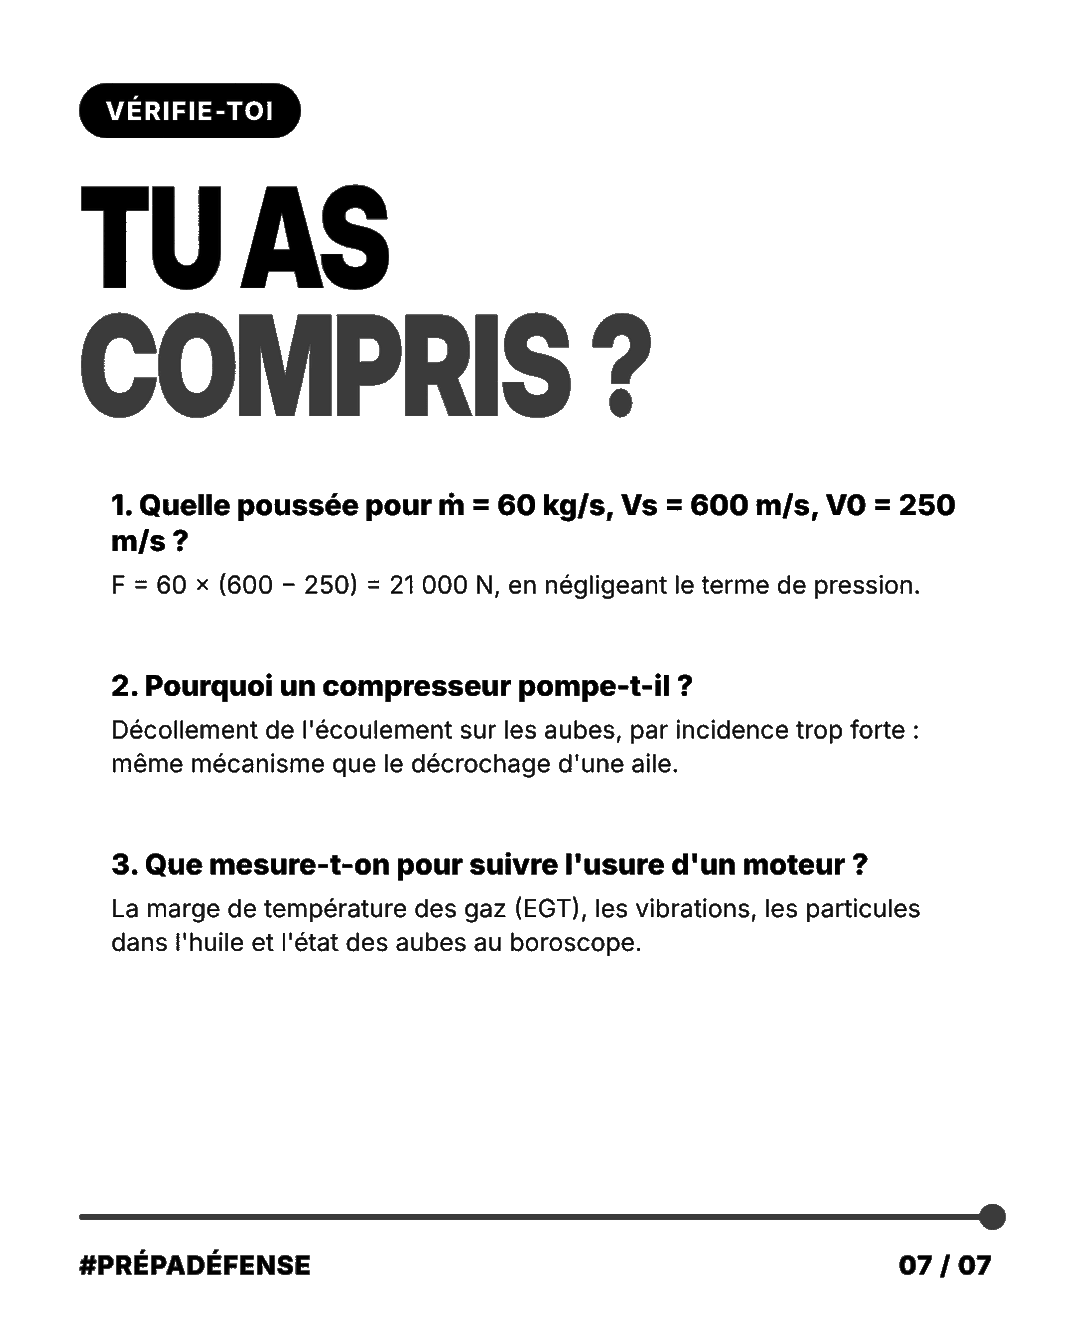 VÉRIFIE-TOI
TU AS
COMPRIS ?
1. Quelle poussée pour ṁ = 60 kg/s, Vs = 600 m/s, V0 = 250
m/s ?
F = 60 × (600 − 250) = 21 000 N, en négligeant le terme de pression.
2. Pourquoi un compresseur pompe-t-il ?
Décollement de l'écoulement sur les aubes, par incidence trop forte :
même mécanisme que le décrochage d'une aile.
3. Que mesure-t-on pour suivre l'usure d'un moteur ?
La marge de température des gaz (EGT), les vibrations, les particules
dans l'huile et l'état des aubes au boroscope.
#PRÉPADÉFENSE
07 / 07